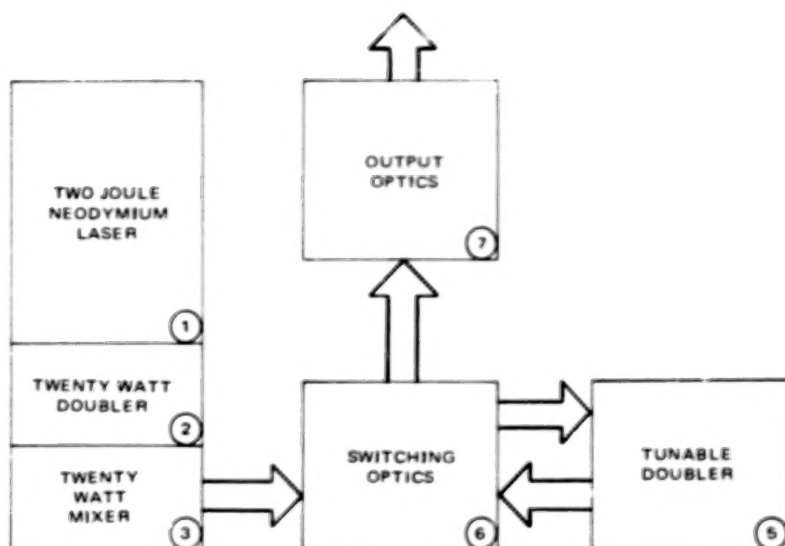 TWO JOULE
NEODYMIUM
LASER
1
TWENTY WATT
DOUBLER
2
TWENTY
WATT
MIXER
3
OUTPUT
OPTICS
7
SWITCHING
OPTICS
6
TUNABLE
DOUBLER
5